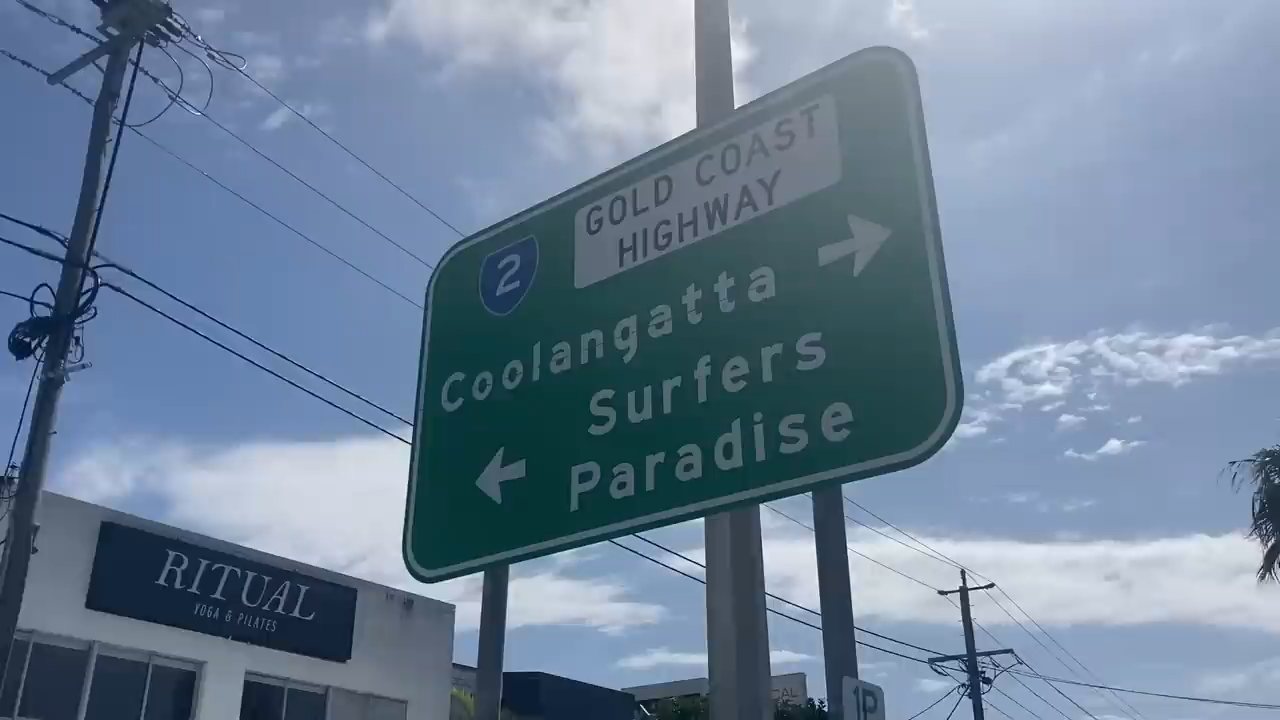 GOLD COAST
HIGHWAY
2
Coolangatta
Surfers
Paradise
RITUAL
YOGA & PILATES
1P